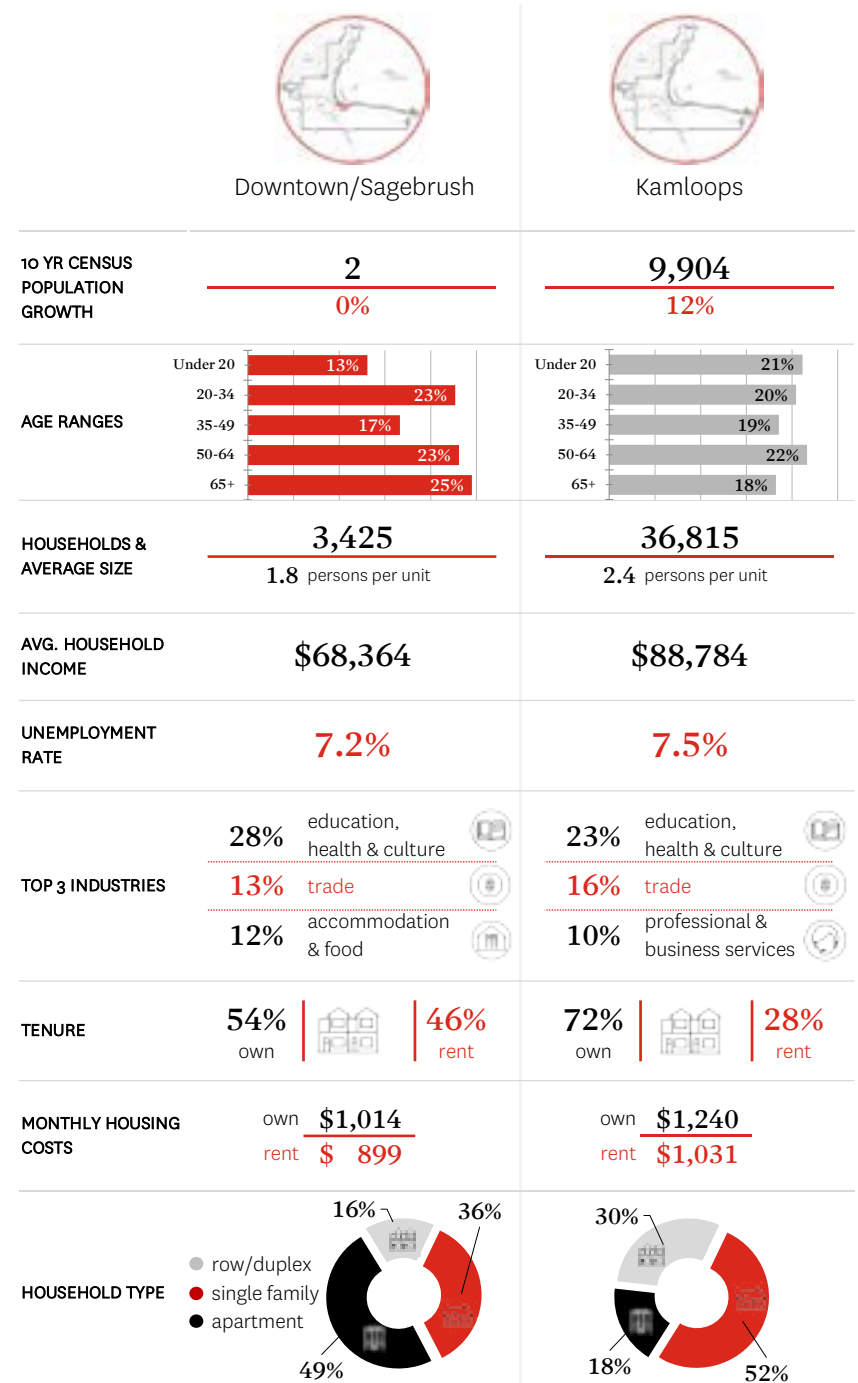 Downtown/Sagebrush
Kamloops
10 YR CENSUS
POPULATION
GROWTH
2
0%
9,904
12%
AGE RANGES
Under 20 13%
20-34 23%
35-49 17%
50-64 23%
65+ 25%
Under 20 21%
20-34 20%
35-49 19%
50-64 22%
65+ 18%
HOUSEHOLDS &
AVERAGE SIZE
3,425
1.8 persons per unit
36,815
2.4 persons per unit
AVG. HOUSEHOLD
INCOME
$68,364
$88,784
UNEMPLOYMENT
RATE
7.2%
7.5%
TOP 3 INDUSTRIES
28% education,
health & culture
13% trade
12% accommodation
& food
23% education,
health & culture
16% trade
10% professional &
business services
TENURE
54%
own
46%
rent
72%
own
28%
rent
MONTHLY HOUSING
COSTS
own $1,014
rent $ 899
own $1,240
rent $1,031
HOUSEHOLD TYPE
row/duplex
single family
apartment
16%
36%
49%
30%
18%
52%